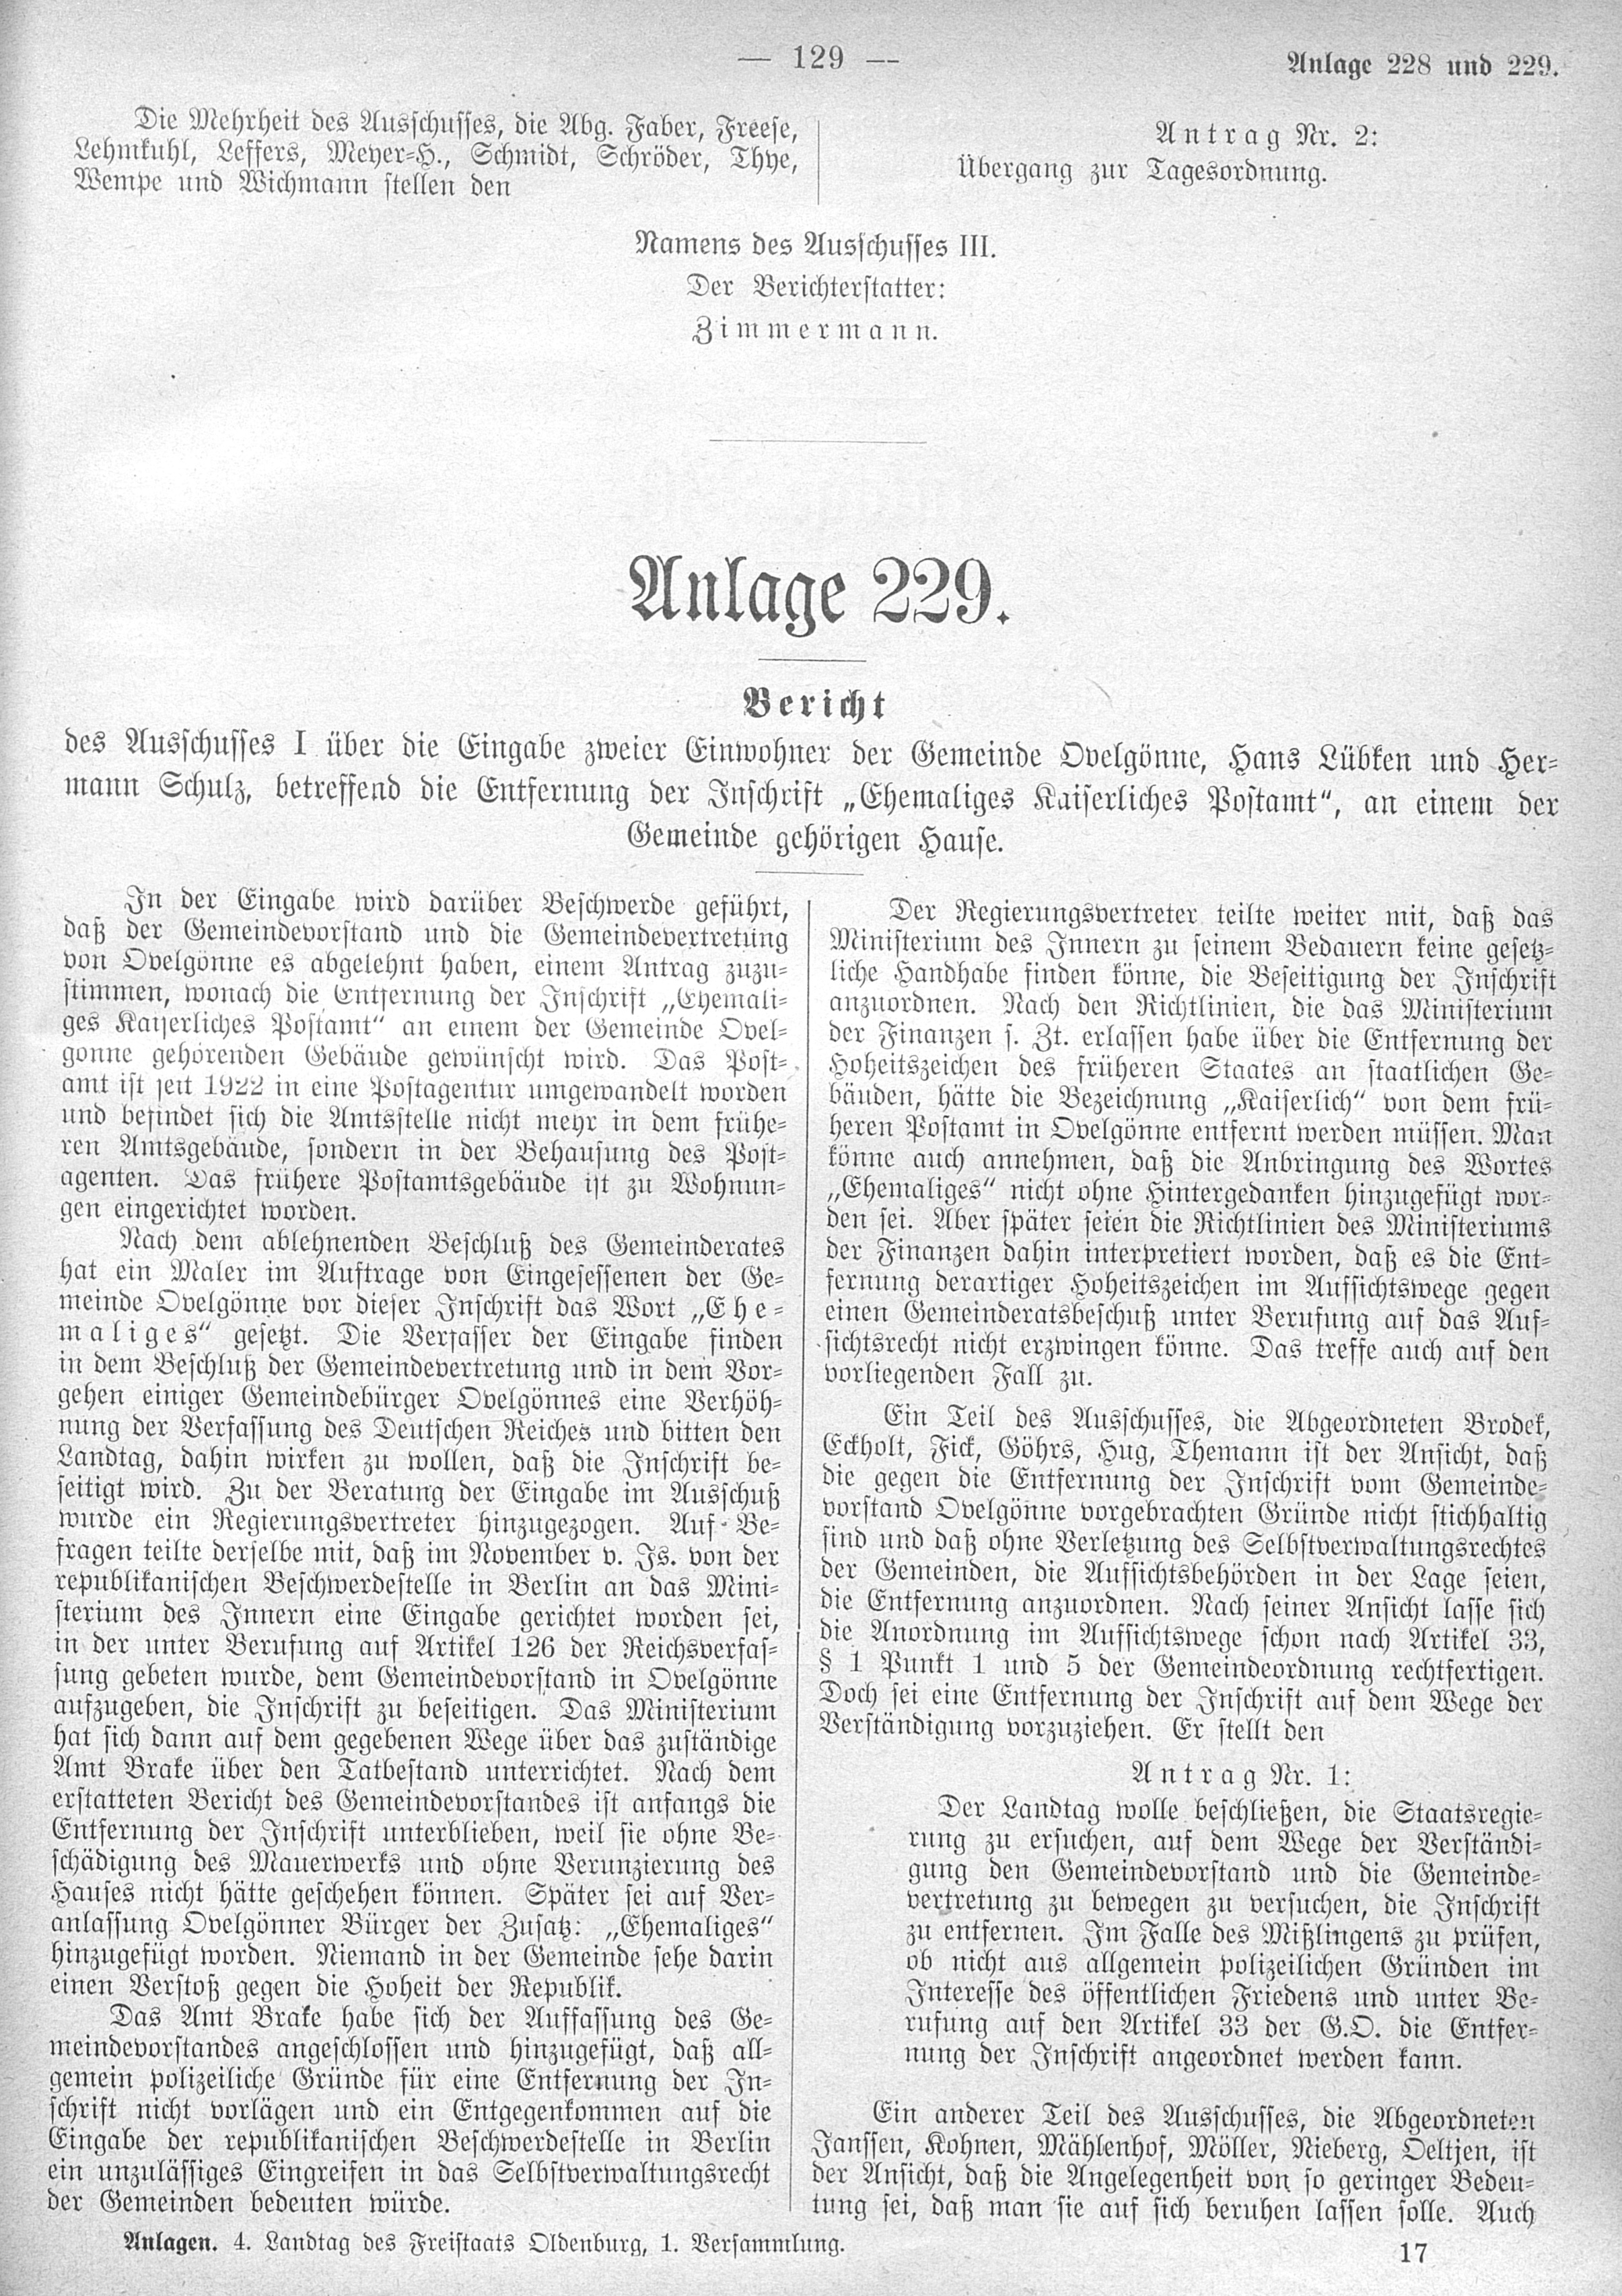 — 129 —
Anlage 228 und 229.
Die Mehrheit des Ausschusses, die Abg. Faber, Freese,
Lehmkuhl, Leffers, Meyer-H., Schmidt, Schröder, Thye,
Wempe und Wichmann stellen den
Antrag Nr. 2:
Übergang zur Tagesordnung.
Namens des Ausschusses III.
Der Berichterstatter:
Zimmermann.
Anlage 229.
Bericht
des Ausschusses I über die Eingabe zweier Einwohner der Gemeinde Ovelgönne, Hans Lübken und Her-
mann Schulz, betreffend die Entfernung der Inschrift „Ehemaliges Kaiserliches Postamt“, an einem der
Gemeinde gehörigen Hause.
In der Eingabe wird darüber Beschwerde geführt,
daß der Gemeindevorstand und die Gemeindevertretung
von Ovelgönne es abgelehnt haben, einem Antrag zuzu-
stimmen, wonach die Entfernung der Inschrift „Ehemali-
ges Kaiserliches Postamt“ an einem der Gemeinde Ovel-
gönne gehörenden Gebäude gewünscht wird. Das Post-
amt ist seit 1922 in eine Postagentur umgewandelt worden
und befindet sich die Amtsstelle nicht mehr in dem frühe-
ren Amtsgebäude, sondern in der Behausung des Post-
agenten. Das frühere Postamtsgebäude ist zu Wohnun-
gen eingerichtet worden.
Nach dem ablehnenden Beschluß des Gemeinderates
hat ein Maler im Auftrage von Eingesessenen der Ge-
meinde Ovelgönne vor dieser Inschrift das Wort „Ehe-
maliges“ gesetzt. Die Verfasser der Eingabe finden
in dem Beschluß der Gemeindevertretung und in dem Vor-
gehen einiger Gemeindebürger Ovelgönnes eine Verhöh-
nung der Verfassung des Deutschen Reiches und bitten den
Landtag, dahin wirken zu wollen, daß die Inschrift be-
seitigt wird. Zu der Beratung der Eingabe im Ausschuß
wurde ein Regierungsvertreter hinzugezogen. Auf Be-
fragen teilte derselbe mit, daß im November v. Js. von der
republikanischen Beschwerdestelle in Berlin an das Mini-
sterium des Innern eine Eingabe gerichtet worden sei,
in der unter Berufung auf Artikel 126 der Reichsverfas-
sung gebeten wurde, dem Gemeindevorstand in Ovelgönne
aufzugeben, die Inschrift zu beseitigen. Das Ministerium
hat sich dann auf dem gegebenen Wege über das zuständige
Amt Brake über den Tatbestand unterrichtet. Nach dem
erstatteten Bericht des Gemeindevorstandes ist anfangs die
Entfernung der Inschrift unterblieben, weil sie ohne Be-
schädigung des Mauerwerks und ohne Verunzierung des
Hauses nicht hätte geschehen können. Später sei auf Ver-
anlassung Ovelgönner Bürger der Zusatz: „Ehemaliges“
hinzugefügt worden. Niemand in der Gemeinde sehe darin
einen Verstoß gegen die Hoheit der Republik.
Das Amt Brake habe sich der Auffassung des Ge-
meindevorstandes angeschlossen und hinzugefügt, daß all-
gemein polizeiliche Gründe für eine Entfernung der In-
schrift nicht vorlägen und ein Entgegenkommen auf die
Eingabe der republikanischen Beschwerdestelle in Berlin
ein unzulässiges Eingreifen in das Selbstverwaltungsrecht
der Gemeinden bedeuten würde.
Der Regierungsvertreter teilte weiter mit, daß das
Ministerium des Innern zu seinem Bedauern keine gesetz-
liche Handhabe finden könne, die Beseitigung der Inschrift
anzuordnen. Nach den Richtlinien, die das Ministerium
der Finanzen s. Zt. erlassen habe über die Entfernung der
Hoheitszeichen des früheren Staates an staatlichen Ge-
bäuden, hätte die Bezeichnung „Kaiserlich“ von dem frü-
heren Postamt in Ovelgönne entfernt werden müssen. Man
könne auch annehmen, daß die Anbringung des Wortes
„Ehemaliges“ nicht ohne Hintergedanken hinzugefügt wor-
den sei. Aber später seien die Richtlinien des Ministeriums
der Finanzen dahin interpretiert worden, daß es die Ent-
fernung derartiger Hoheitszeichen im Aufsichtswege gegen
einen Gemeinderatsbeschuß unter Berufung auf das Auf-
sichtsrecht nicht erzwingen könne. Das treffe auch auf den
vorliegenden Fall zu.
Ein Teil des Ausschusses, die Abgeordneten Brodek,
Eckholt, Fick, Göhrs, Hug, Themann ist der Ansicht, daß
die gegen die Entfernung der Inschrift vom Gemeinde-
vorstand Ovelgönne vorgebrachten Gründe nicht stichhaltig
sind und daß ohne Verletzung des Selbstverwaltungsrechtes
der Gemeinden, die Aufsichtsbehörden in der Lage seien,
die Entfernung anzuordnen. Nach seiner Ansicht lasse sich
die Anordnung im Aufsichtswege schon nach Artikel 33,
§ 1 Punkt 1 und 5 der Gemeindeordnung rechtfertigen.
Doch sei eine Entfernung der Inschrift auf dem Wege der
Verständigung vorzuziehen. Er stellt den
Antrag Nr. 1:
Der Landtag wolle beschließen, die Staatsregie-
rung zu ersuchen, auf dem Wege der Verständi-
gung den Gemeindevorstand und die Gemeinde-
vertretung zu bewegen zu versuchen, die Inschrift
zu entfernen. Im Falle des Mißlingens zu prüfen,
ob nicht aus allgemein polizeilichen Gründen im
Interesse des öffentlichen Friedens und unter Be-
rufung auf den Artikel 33 der G.O. die Entfer-
nung der Inschrift angeordnet werden kann.
Ein anderer Teil des Ausschusses, die Abgeordneten
Janssen, Kohnen, Mählenhof, Möller, Nieberg, Oeltjen, ist
der Ansicht, daß die Angelegenheit von so geringer Bedeu-
tung sei, daß man sie auf sich beruhen lassen solle. Auch
Anlagen. 4. Landtag des Freistaats Oldenburg, 1. Versammlung.
17